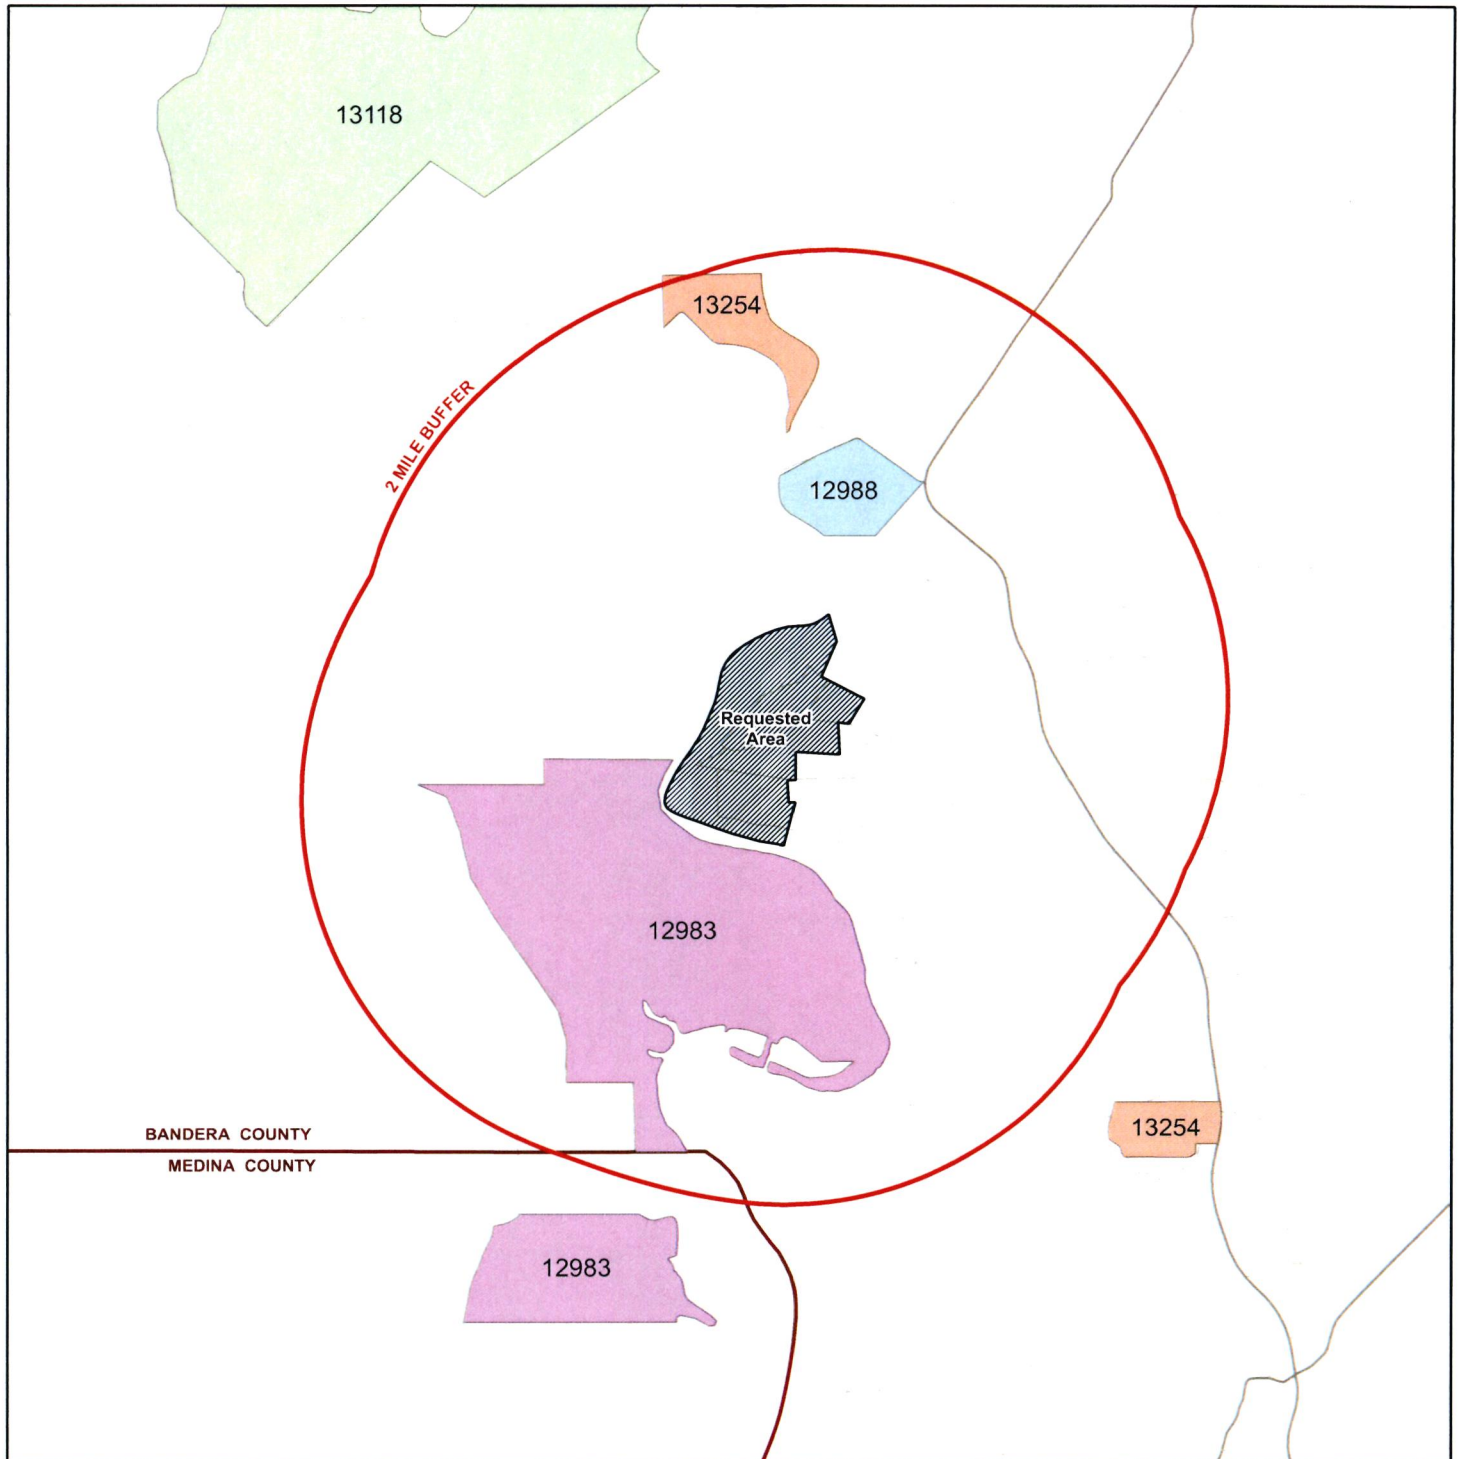 13118
13254
2 MILE BUFFER
12988
Requested
Area
12983
13254
BANDERA COUNTY
MEDINA COUNTY
12983